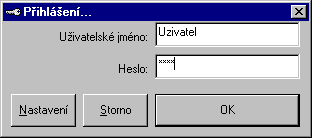 Přihlášení...
Uživatelské jméno: Uzivatel
Heslo: ****
Nastavení Storno OK